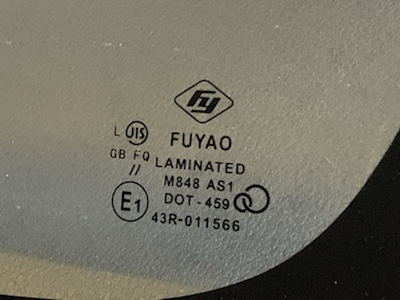 Fy
L JIS FUYAO
GB FQ LAMINATED
// M848 AS1
DOT-459
E1 43R-011566